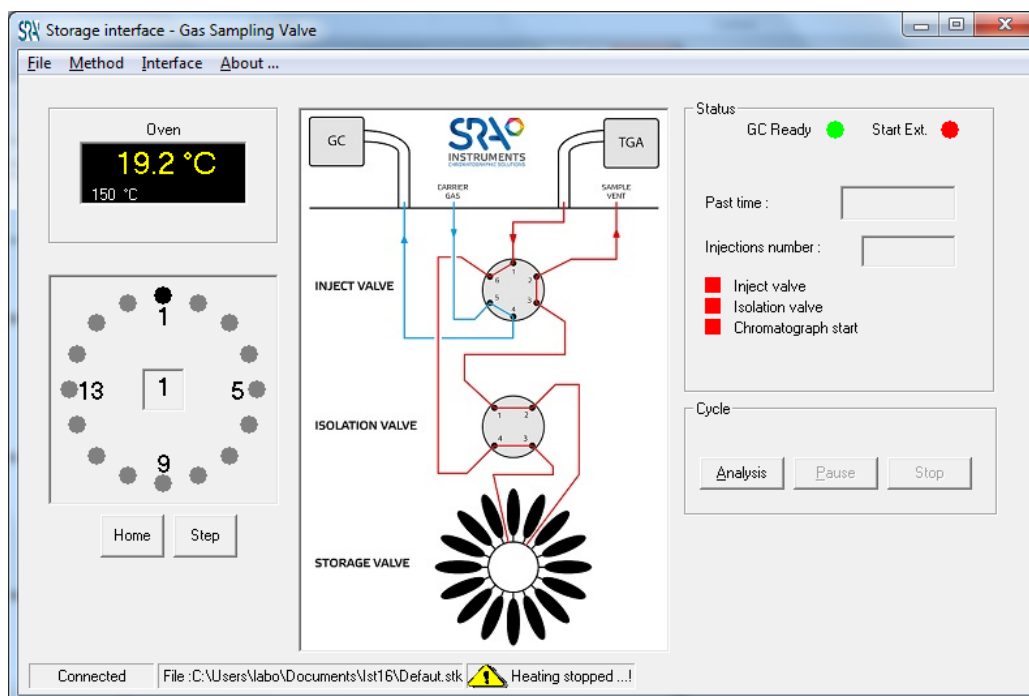 SRA Storage interface - Gas Sampling Valve
File Method Interface About ...
Oven
19.2 °C
150 °C
1
13
1
5
9
Home
Step
GC
SRA
INSTRUMENTS
CHROMATOGRAPHIC SOLUTIONS
TGA
CARRIER
GAS
SAMPLE
VENT
INJECT VALVE
1
6
2
5
3
4
ISOLATION VALVE
1
2
4
3
STORAGE VALVE
Status
GC Ready
Start Ext.
Past time :
Injections number :
Inject valve
Isolation valve
Chromatograph start
Cycle
Analysis
Pause
Stop
Connected
File :C:\Users\labo\Documents\Ist16\Defaut.stk
Heating stopped ...!